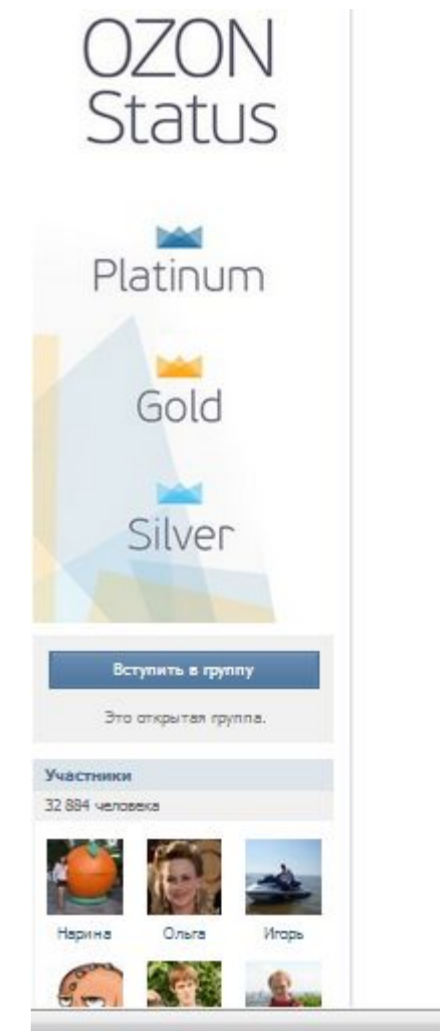 OZON
Status
Platinum
Gold
Silver
Вступить в группу
Это открытая группа.
Участники
32 884 человека
Нарина
Ольга
Игорь